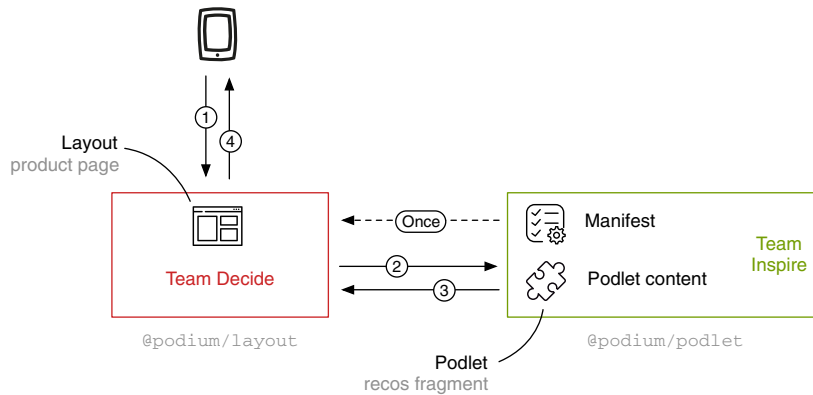 1
4
Layout
product page
Once
Manifest
Team
Inspire
Team Decide
2
Podlet content
3
@podium/layout
@podium/podlet
Podlet
recos fragment